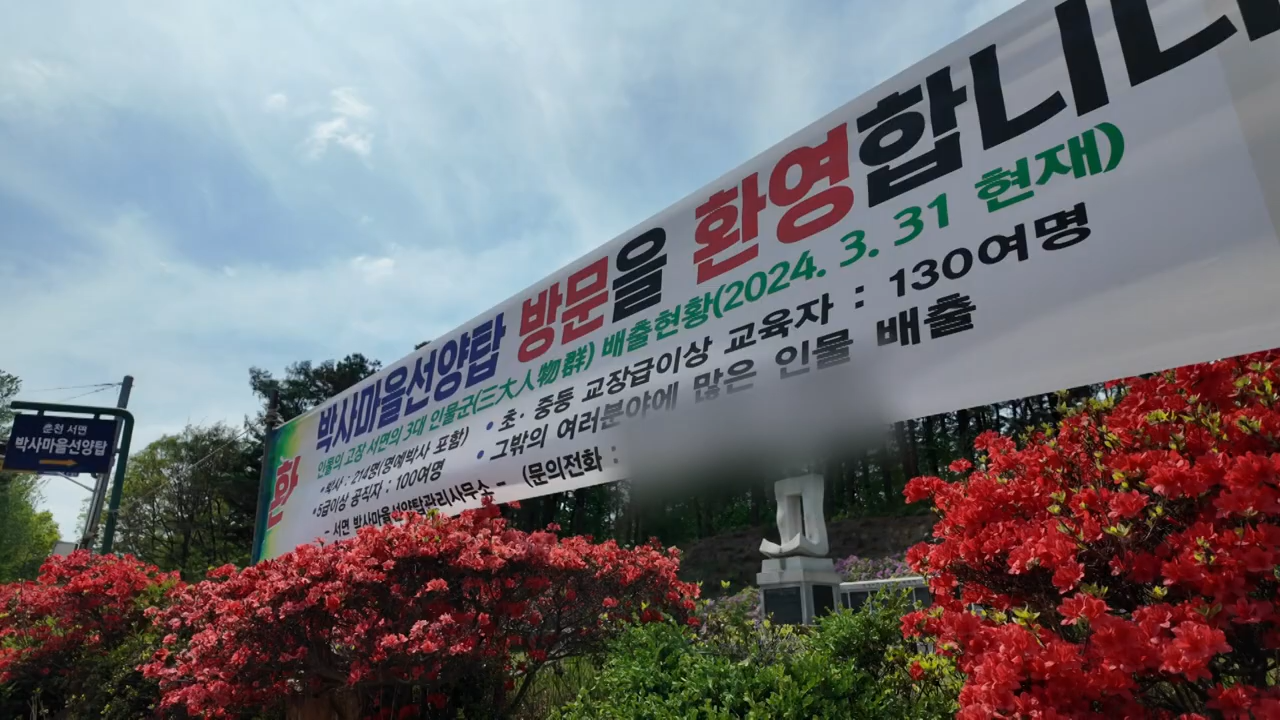 춘천 서면
박사마을선양탑
환
박사마을선양탑 방문을 환영합니다
인물의 고장 서면의 3대 인물군(三大人物群) 배출현황(2024. 3. 31 현재)
•박사 : 214명(명예박사 포함) • 초· 중등 교장급이상 교육자 : 130여명
•5급이상 공직자 : 100여명 • 그밖의 여러분야에 많은 인물 배출
- 서면 박사마을선양탑관리사무소 - (문의전화 :